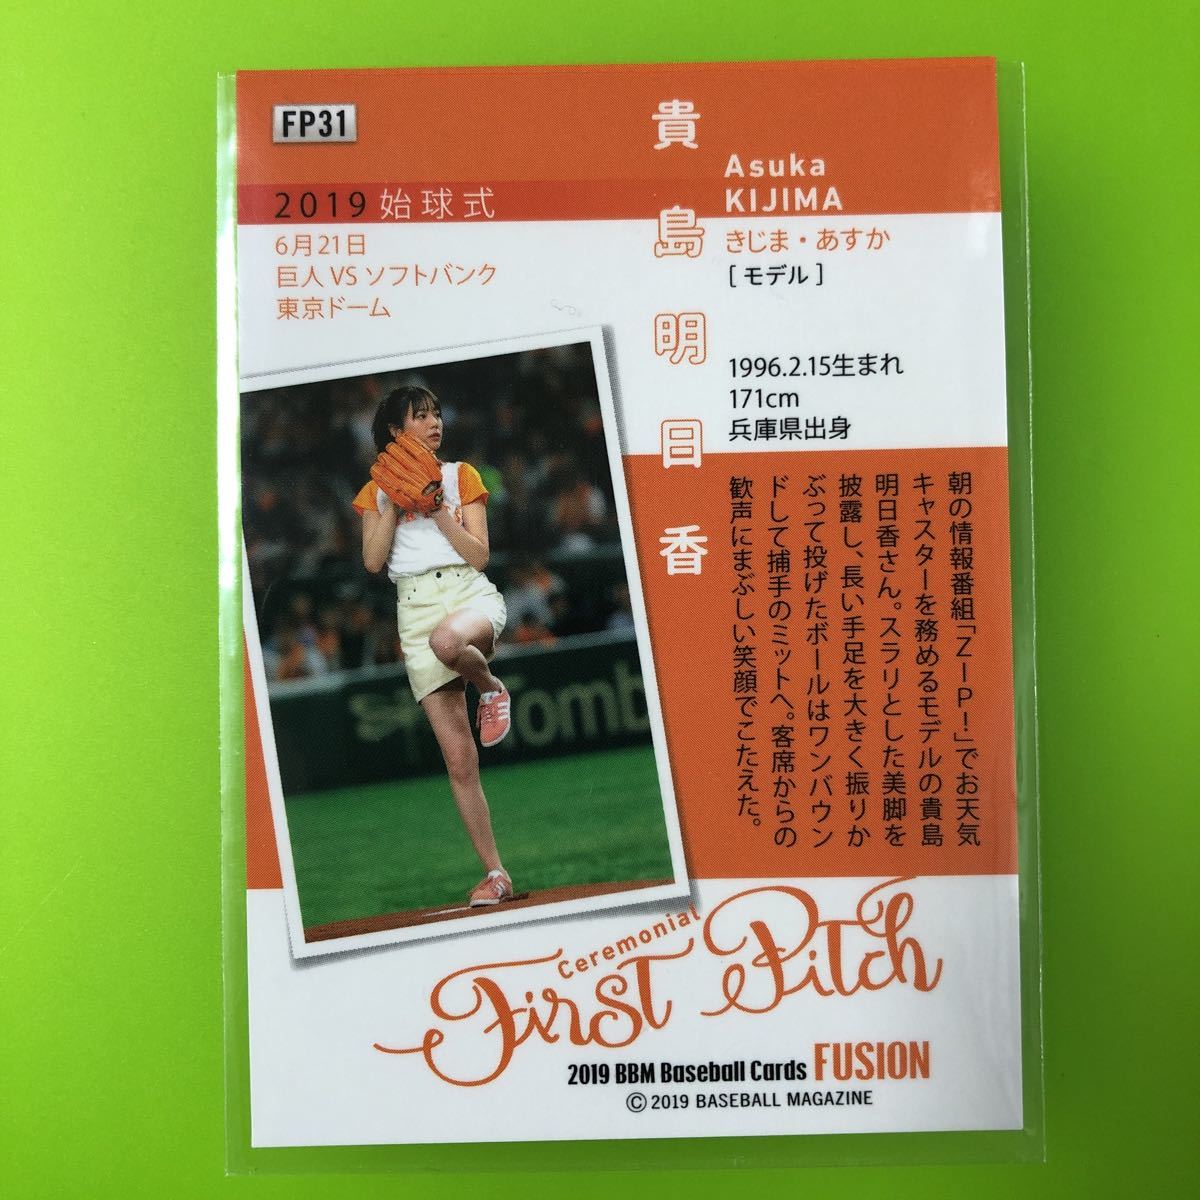 FP31
2019 始球式
6月21日
巨人 VS ソフトバンク
東京ドーム
貴島明日香
Asuka
KIJIMA
きじま・あすか
[ モデル ]
1996.2.15生まれ
171cm
兵庫県出身
朝の情報番組「ZIP！」でお天気
キャスターを務めるモデルの貴島
明日香さん。スラリとした美脚を
披露し、長い手足を大きく振りか
ぶって投げたボールはワンバウン
ドして捕手のミットへ。客席からの
歓声にまぶしい笑顔でこたえた。
Tomb
Ceremonial
First Pitch
2019 BBM Baseball Cards FUSION
© 2019 BASEBALL MAGAZINE